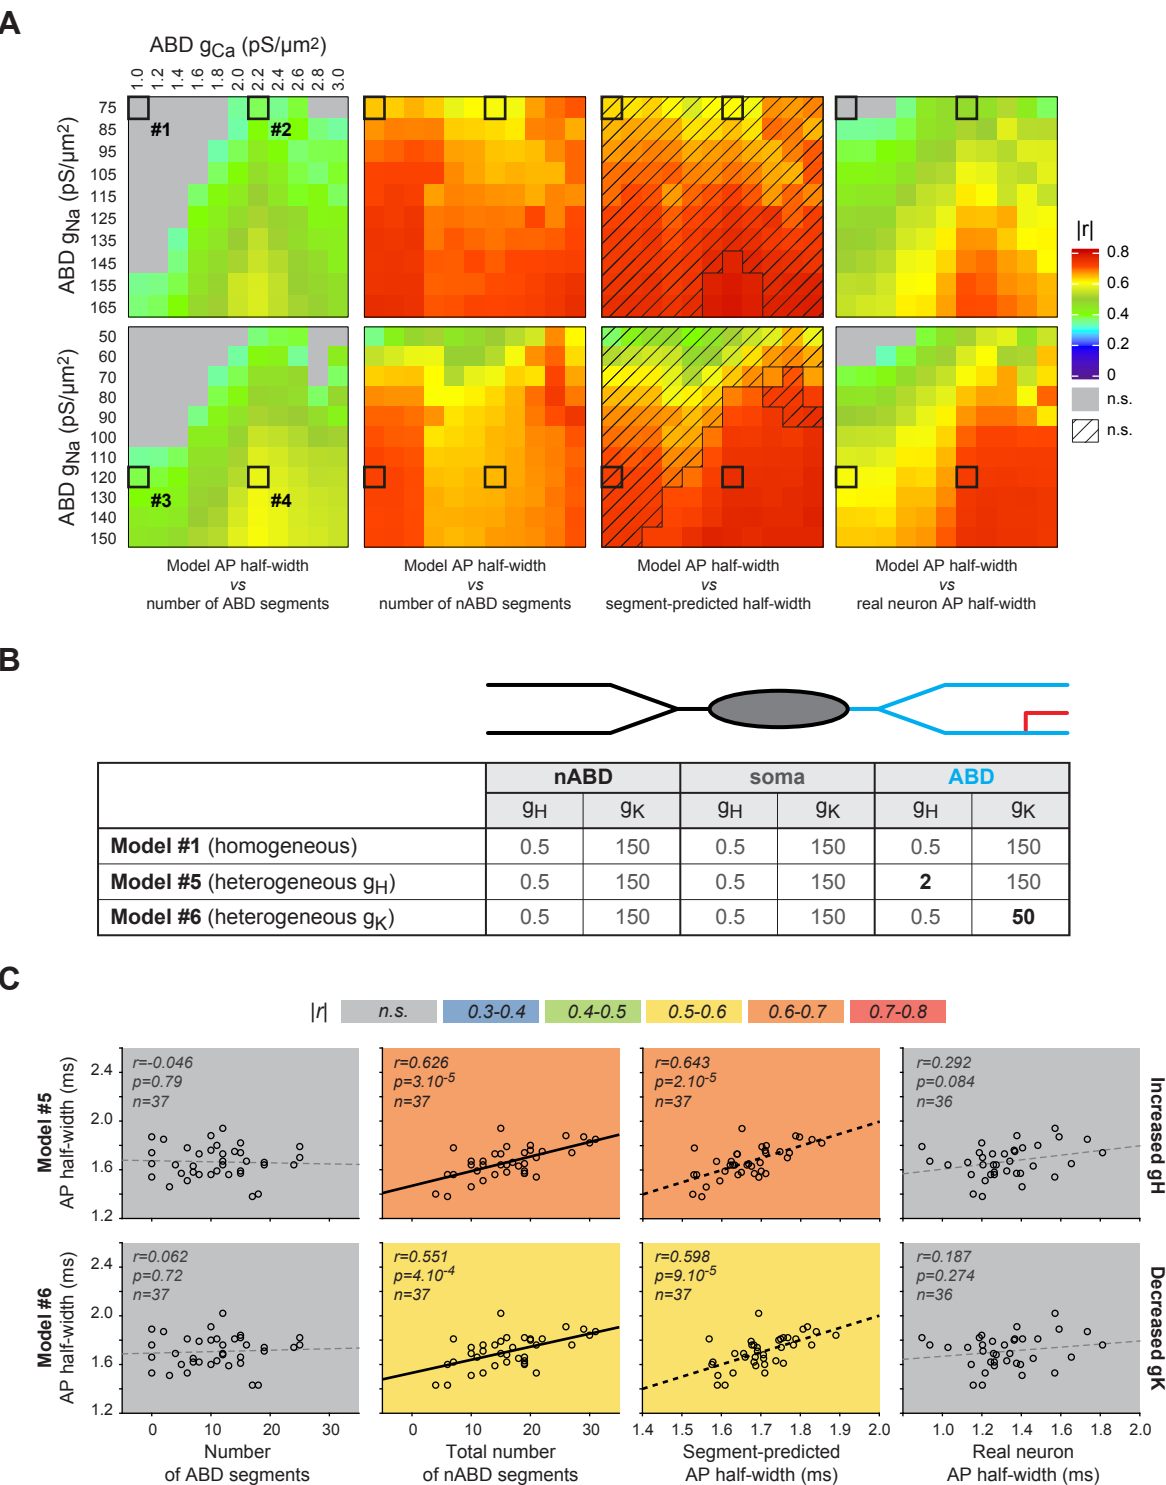 A
ABD gCa (pS/µm2)
1.0 1.2 1.4 1.6 1.8 2.0 2.2 2.4 2.6 2.8 3.0
ABD gNa (pS/µm2)
75
85
95
105
115
125
135
145
155
165
#1
#2
|r|
0.8
0.6
0.4
0.2
0
n.s.
n.s.
ABD gNa (pS/µm2)
50
60
70
80
90
100
110
120
130
140
150
#3
#4
Model AP half-width
vs
number of ABD segments
Model AP half-width
vs
number of nABD segments
Model AP half-width
vs
segment-predicted half-width
Model AP half-width
vs
real neuron AP half-width
B
nABD soma ABD
gH gK gH gK gH gK
Model #1 (homogeneous) 0.5 150 0.5 150 0.5 150
Model #5 (heterogeneous gH) 0.5 150 0.5 150 2 150
Model #6 (heterogeneous gK) 0.5 150 0.5 150 0.5 50
C
|r| n.s. 0.3-0.4 0.4-0.5 0.5-0.6 0.6-0.7 0.7-0.8
Model #5
AP half-width (ms)
2.4
2.0
1.6
1.2
r=-0.046
p=0.79
n=37
r=0.626
p=3.10-5
n=37
r=0.643
p=2.10-5
n=37
r=0.292
p=0.084
n=36
Increased gH
Model #6
AP half-width (ms)
2.4
2.0
1.6
1.2
r=0.062
p=0.72
n=37
r=0.551
p=4.10-4
n=37
r=0.598
p=9.10-5
n=37
r=0.187
p=0.274
n=36
Decreased gK
0 10 20 30
Number
of ABD segments
0 10 20 30
Total number
of nABD segments
1.4 1.5 1.6 1.7 1.8 1.9 2.0
Segment-predicted
AP half-width (ms)
1.0 1.2 1.4 1.6 1.8 2.0
Real neuron
AP half-width (ms)